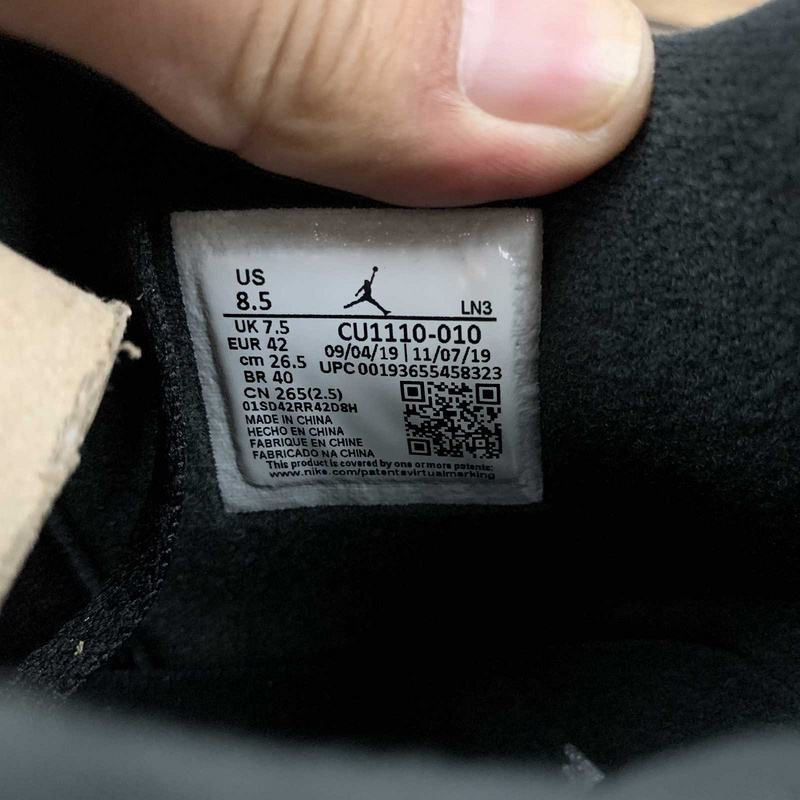 US
8.5
LN3
UK 7.5
CU1110-010
EUR 42
09/04/19 | 11/07/19
cm 26.5
UPC 00193655458323
BR 40
CN 265(2.5)
01SD42RR42D8H
MADE IN CHINA
HECHO EN CHINA
FABRIQUE EN CHINE
FABRICADO NA CHINA
This product is covered by one or more patents:
www.nike.com/patentsvirtualmarking